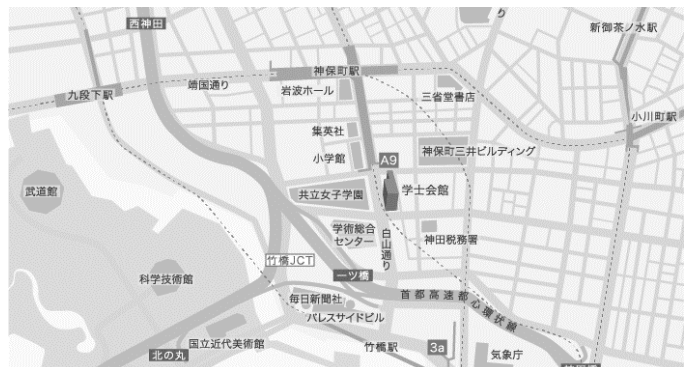 西神田
り
新御茶ノ水駅
神保町駅
靖国通り
九段下駅
岩波ホール
三省堂書店
小川町駅
集英社
小学館
A9
神保町三井ビルディング
武道館
共立女子学園
学士会館
学術総合
センター
白山通り
神田税務署
竹橋JCT
一ツ橋
科学技術館
毎日新聞社
首都高速都心環状線
パレスサイドビル
国立近代美術館
竹橋駅
3a
気象庁
北の丸